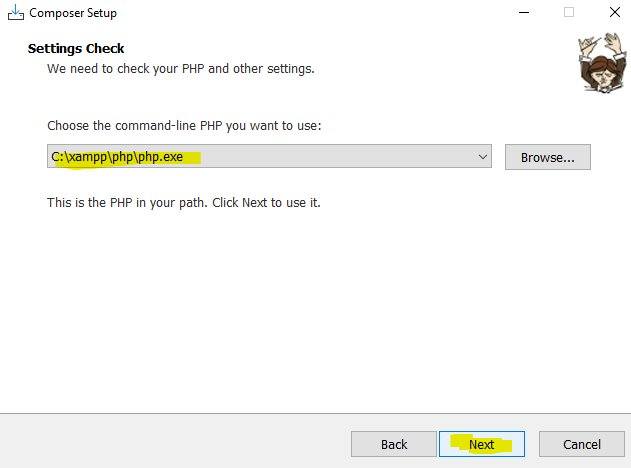 Composer Setup
Settings Check
We need to check your PHP and other settings.
Choose the command-line PHP you want to use:
C:\xampp\php\php.exe
Browse...
This is the PHP in your path. Click Next to use it.
Back
Next
Cancel